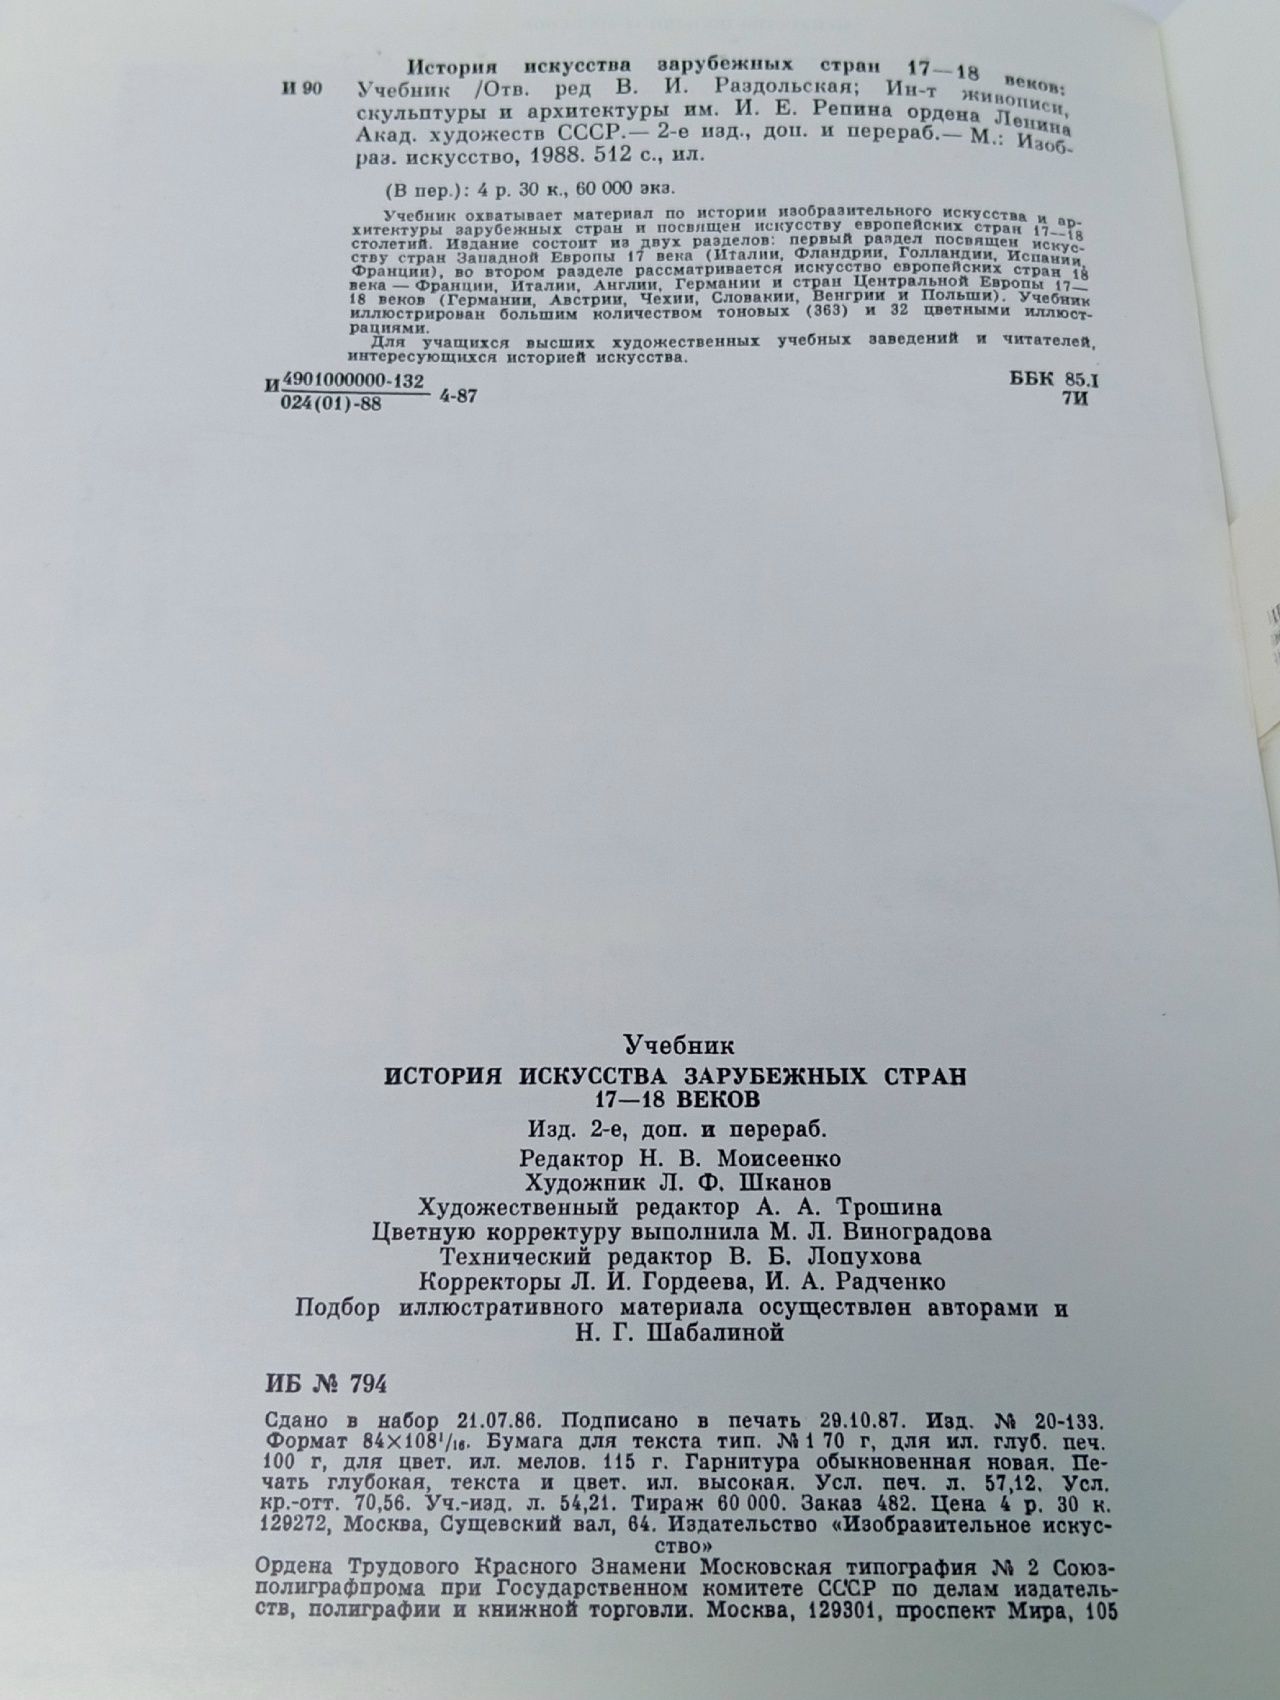 История искусства зарубежных стран 17—18 веков:
И 90 Учебник /Отв. ред В. И. Раздольская; Ин-т живописи,
скульптуры и архитектуры им. И. Е. Репина ордена Ленина
Акад. художеств СССР.— 2-е изд., доп. и перераб.— М.: Изоб-
раз. искусство, 1988. 512 с., ил.
(В пер.): 4 р. 30 к., 60 000 экз.
Учебник охватывает материал по истории изобразительного искусства и ар-
хитектуры зарубежных стран и посвящен искусству европейских стран 17—18
столетий. Издание состоит из двух разделов: первый раздел посвящен искус-
ству стран Западной Европы 17 века (Италии, Фландрии, Голландии, Испании,
Франции), во втором разделе рассматривается искусство европейских стран 18
века — Франции, Италии, Англии, Германии и стран Центральной Европы 17—
18 веков (Германии, Австрии, Чехии, Словакии, Венгрии и Польши). Учебник
иллюстрирован большим количеством тоновых (363) и 32 цветными иллюст-
рациями.
Для учащихся высших художественных учебных заведений и читателей,
интересующихся историей искусства.
И 4901000000-132 4-87 ББК 85.I
024(01)-88 7И
Учебник
ИСТОРИЯ ИСКУССТВА ЗАРУБЕЖНЫХ СТРАН
17—18 ВЕКОВ
Изд. 2-е, доп. и перераб.
Редактор Н. В. Моисеенко
Художник Л. Ф. Шканов
Художественный редактор А. А. Трошина
Цветную корректуру выполнила М. Л. Виноградова
Технический редактор В. Б. Лопухова
Корректоры Л. И. Гордеева, И. А. Радченко
Подбор иллюстративного материала осуществлен авторами и
Н. Г. Шабалиной
ИБ № 794
Сдано в набор 21.07.86. Подписано в печать 29.10.87. Изд. № 20-133.
Формат 84×108¹/₁₆. Бумага для текста тип. № 1 70 г, для ил. глуб. печ.
100 г, для цвет. ил. мелов. 115 г. Гарнитура обыкновенная новая. Пе-
чать глубокая, текста и цвет. ил. высокая. Усл. печ. л. 57,12. Усл.
кр.-отт. 70,56. Уч.-изд. л. 54,21. Тираж 60 000. Заказ 482. Цена 4 р. 30 к.
129272, Москва, Сущевский вал, 64. Издательство «Изобразительное искус-
ство»
Ордена Трудового Красного Знамени Московская типография № 2 Союз-
полиграфпрома при Государственном комитете СССР по делам издатель-
ств, полиграфии и книжной торговли. Москва, 129301, проспект Мира, 105